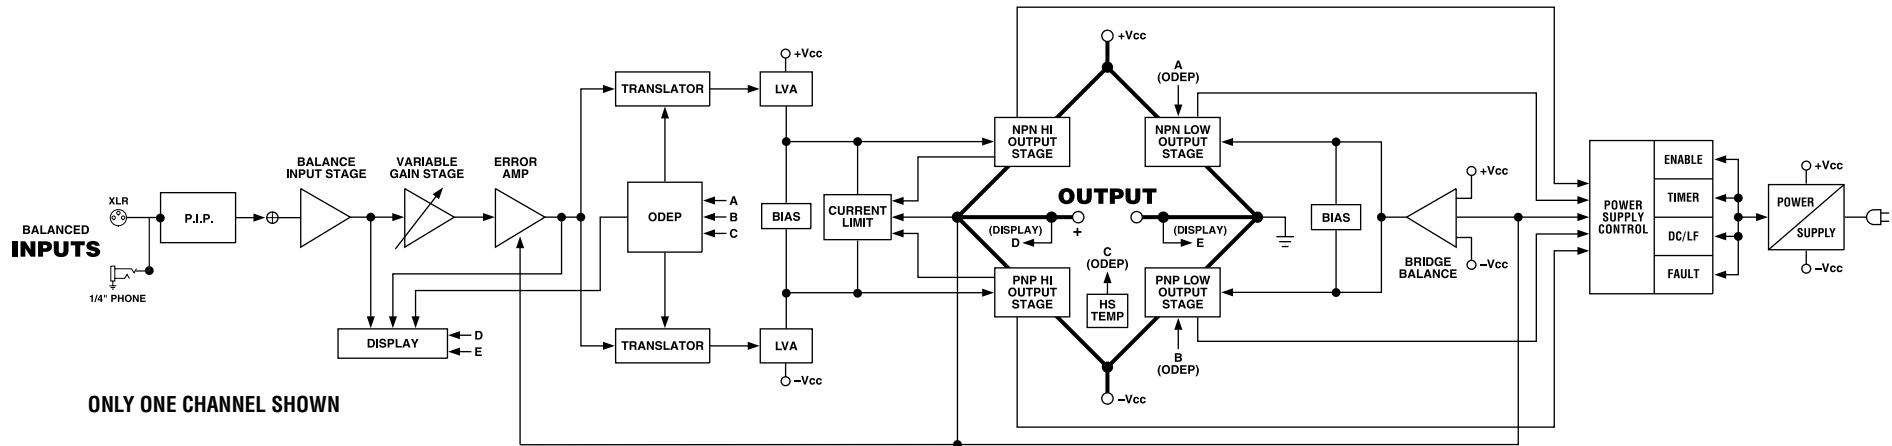 BALANCED
INPUTS
XLR
1/4" PHONE
P.I.P.
BALANCE
INPUT STAGE
VARIABLE
GAIN STAGE
ERROR
AMP
DISPLAY
D
E
TRANSLATOR
ODEP
A
B
C
TRANSLATOR
+Vcc
LVA
BIAS
LVA
–Vcc
CURRENT
LIMIT
+Vcc
NPN HI
OUTPUT
STAGE
A
(ODEP)
NPN LOW
OUTPUT
STAGE
OUTPUT
(DISPLAY)
D
+
(DISPLAY)
E
C
(ODEP)
HS
TEMP
PNP HI
OUTPUT
STAGE
PNP LOW
OUTPUT
STAGE
B
(ODEP)
–Vcc
BIAS
+Vcc
–Vcc
BRIDGE
BALANCE
POWER
SUPPLY
CONTROL
ENABLE
TIMER
DC/LF
FAULT
+Vcc
POWER
SUPPLY
–Vcc
ONLY ONE CHANNEL SHOWN